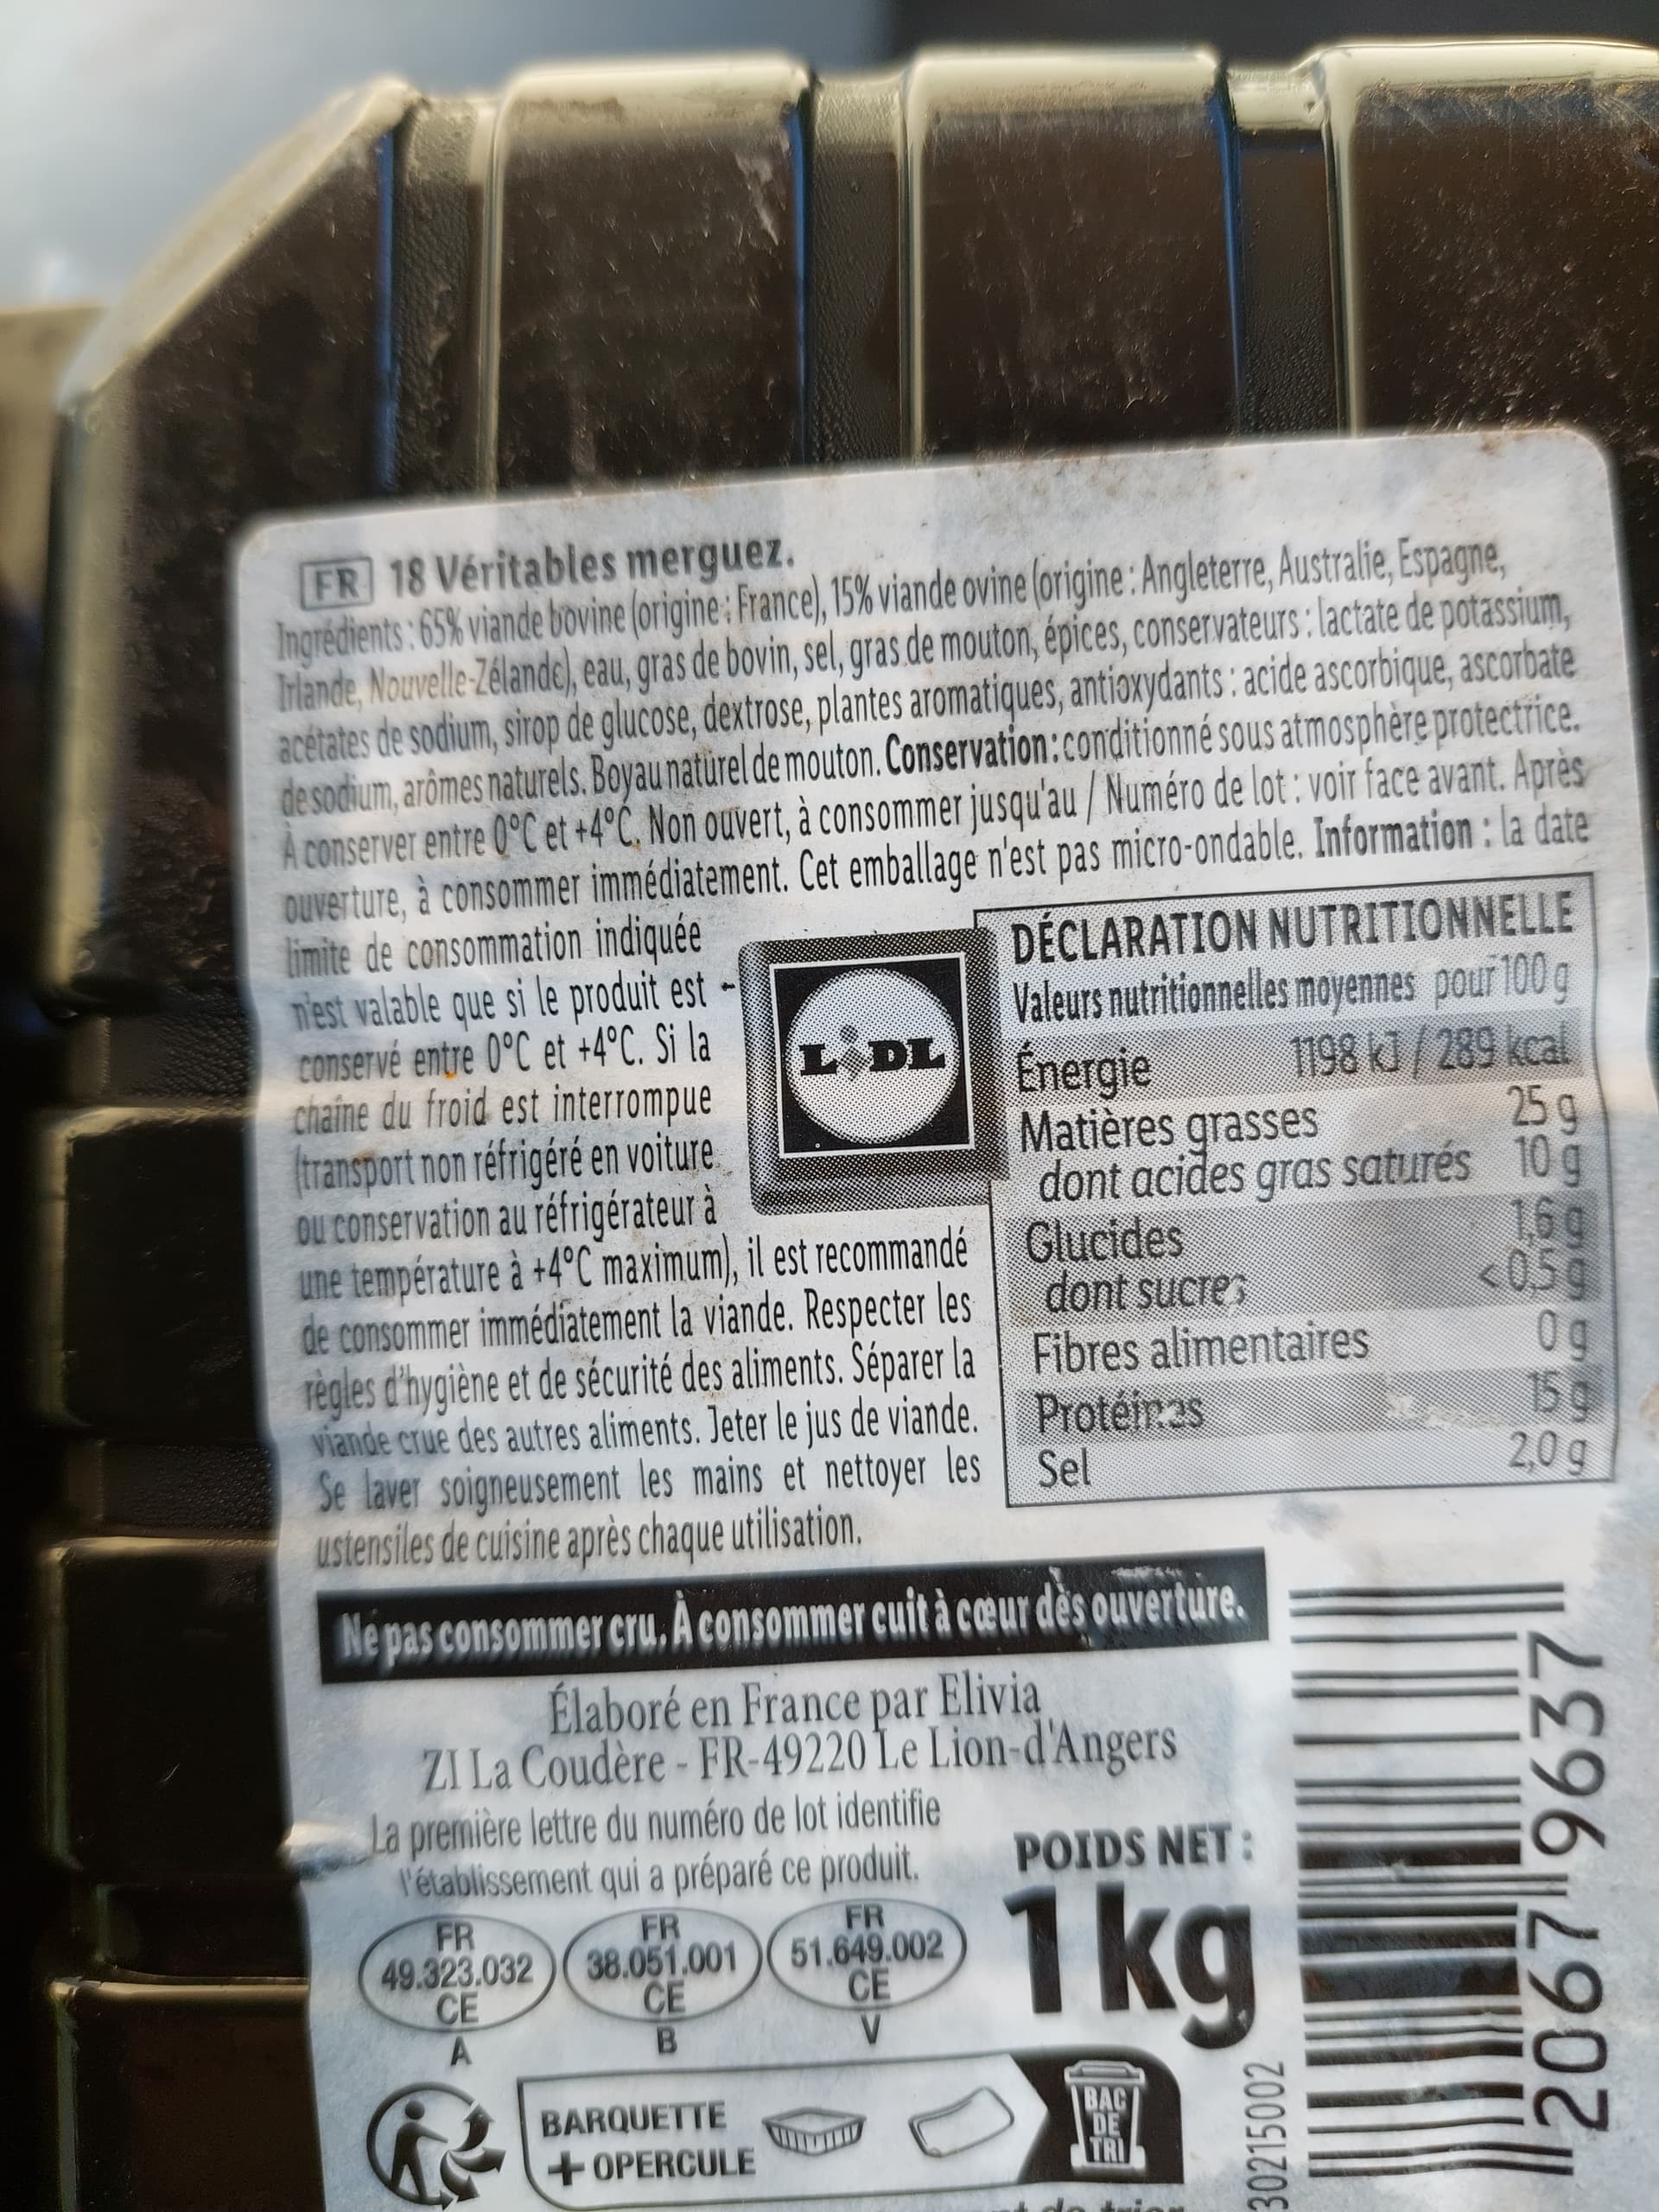 FR 18 Véritables merguez.
Ingrédients : 65% viande bovine (origine : France), 15% viande ovine (origine : Angleterre, Australie, Espagne,
Irlande, Nouvelle-Zélande), eau, gras de bovin, sel, gras de mouton, épices, conservateurs : lactate de potassium,
acétates de sodium, sirop de glucose, dextrose, plantes aromatiques, antioxydants : acide ascorbique, ascorbate
de sodium, arômes naturels. Boyau naturel de mouton. Conservation : conditionné sous atmosphère protectrice.
À conserver entre 0°C et +4°C. Non ouvert, à consommer jusqu'au / Numéro de lot : voir face avant. Après
ouverture, à consommer immédiatement. Cet emballage n'est pas micro-ondable. Information : la date
limite de consommation indiquée
n'est valable que si le produit est
conservé entre 0°C et +4°C. Si la
chaîne du froid est interrompue
(transport non réfrigéré en voiture
ou conservation au réfrigérateur à
une température à +4°C maximum), il est recommandé
de consommer immédiatement la viande. Respecter les
règles d'hygiène et de sécurité des aliments. Séparer la
viande crue des autres aliments. Jeter le jus de viande.
Se laver soigneusement les mains et nettoyer les
ustensiles de cuisine après chaque utilisation.
LIDL
DÉCLARATION NUTRITIONNELLE
Valeurs nutritionnelles moyennes pour 100 g
Énergie 1198 kJ / 289 kcal
Matières grasses 25 g
dont acides gras saturés 10 g
Glucides 1,6 g
dont sucres <0,5 g
Fibres alimentaires 0 g
Protéines 15 g
Sel 2,0 g
Ne pas consommer cru. À consommer cuit à cœur dès ouverture.
Élaboré en France par Elivia
ZI La Coudère - FR-49220 Le Lion-d'Angers
La première lettre du numéro de lot identifie
l'établissement qui a préparé ce produit.
FR
49.323.032
CE
A
FR
38.051.001
CE
B
FR
51.649.002
CE
V
POIDS NET :
1kg
BARQUETTE
+ OPERCULE
BAC
DE
TRI
302215002
20679637
de trier